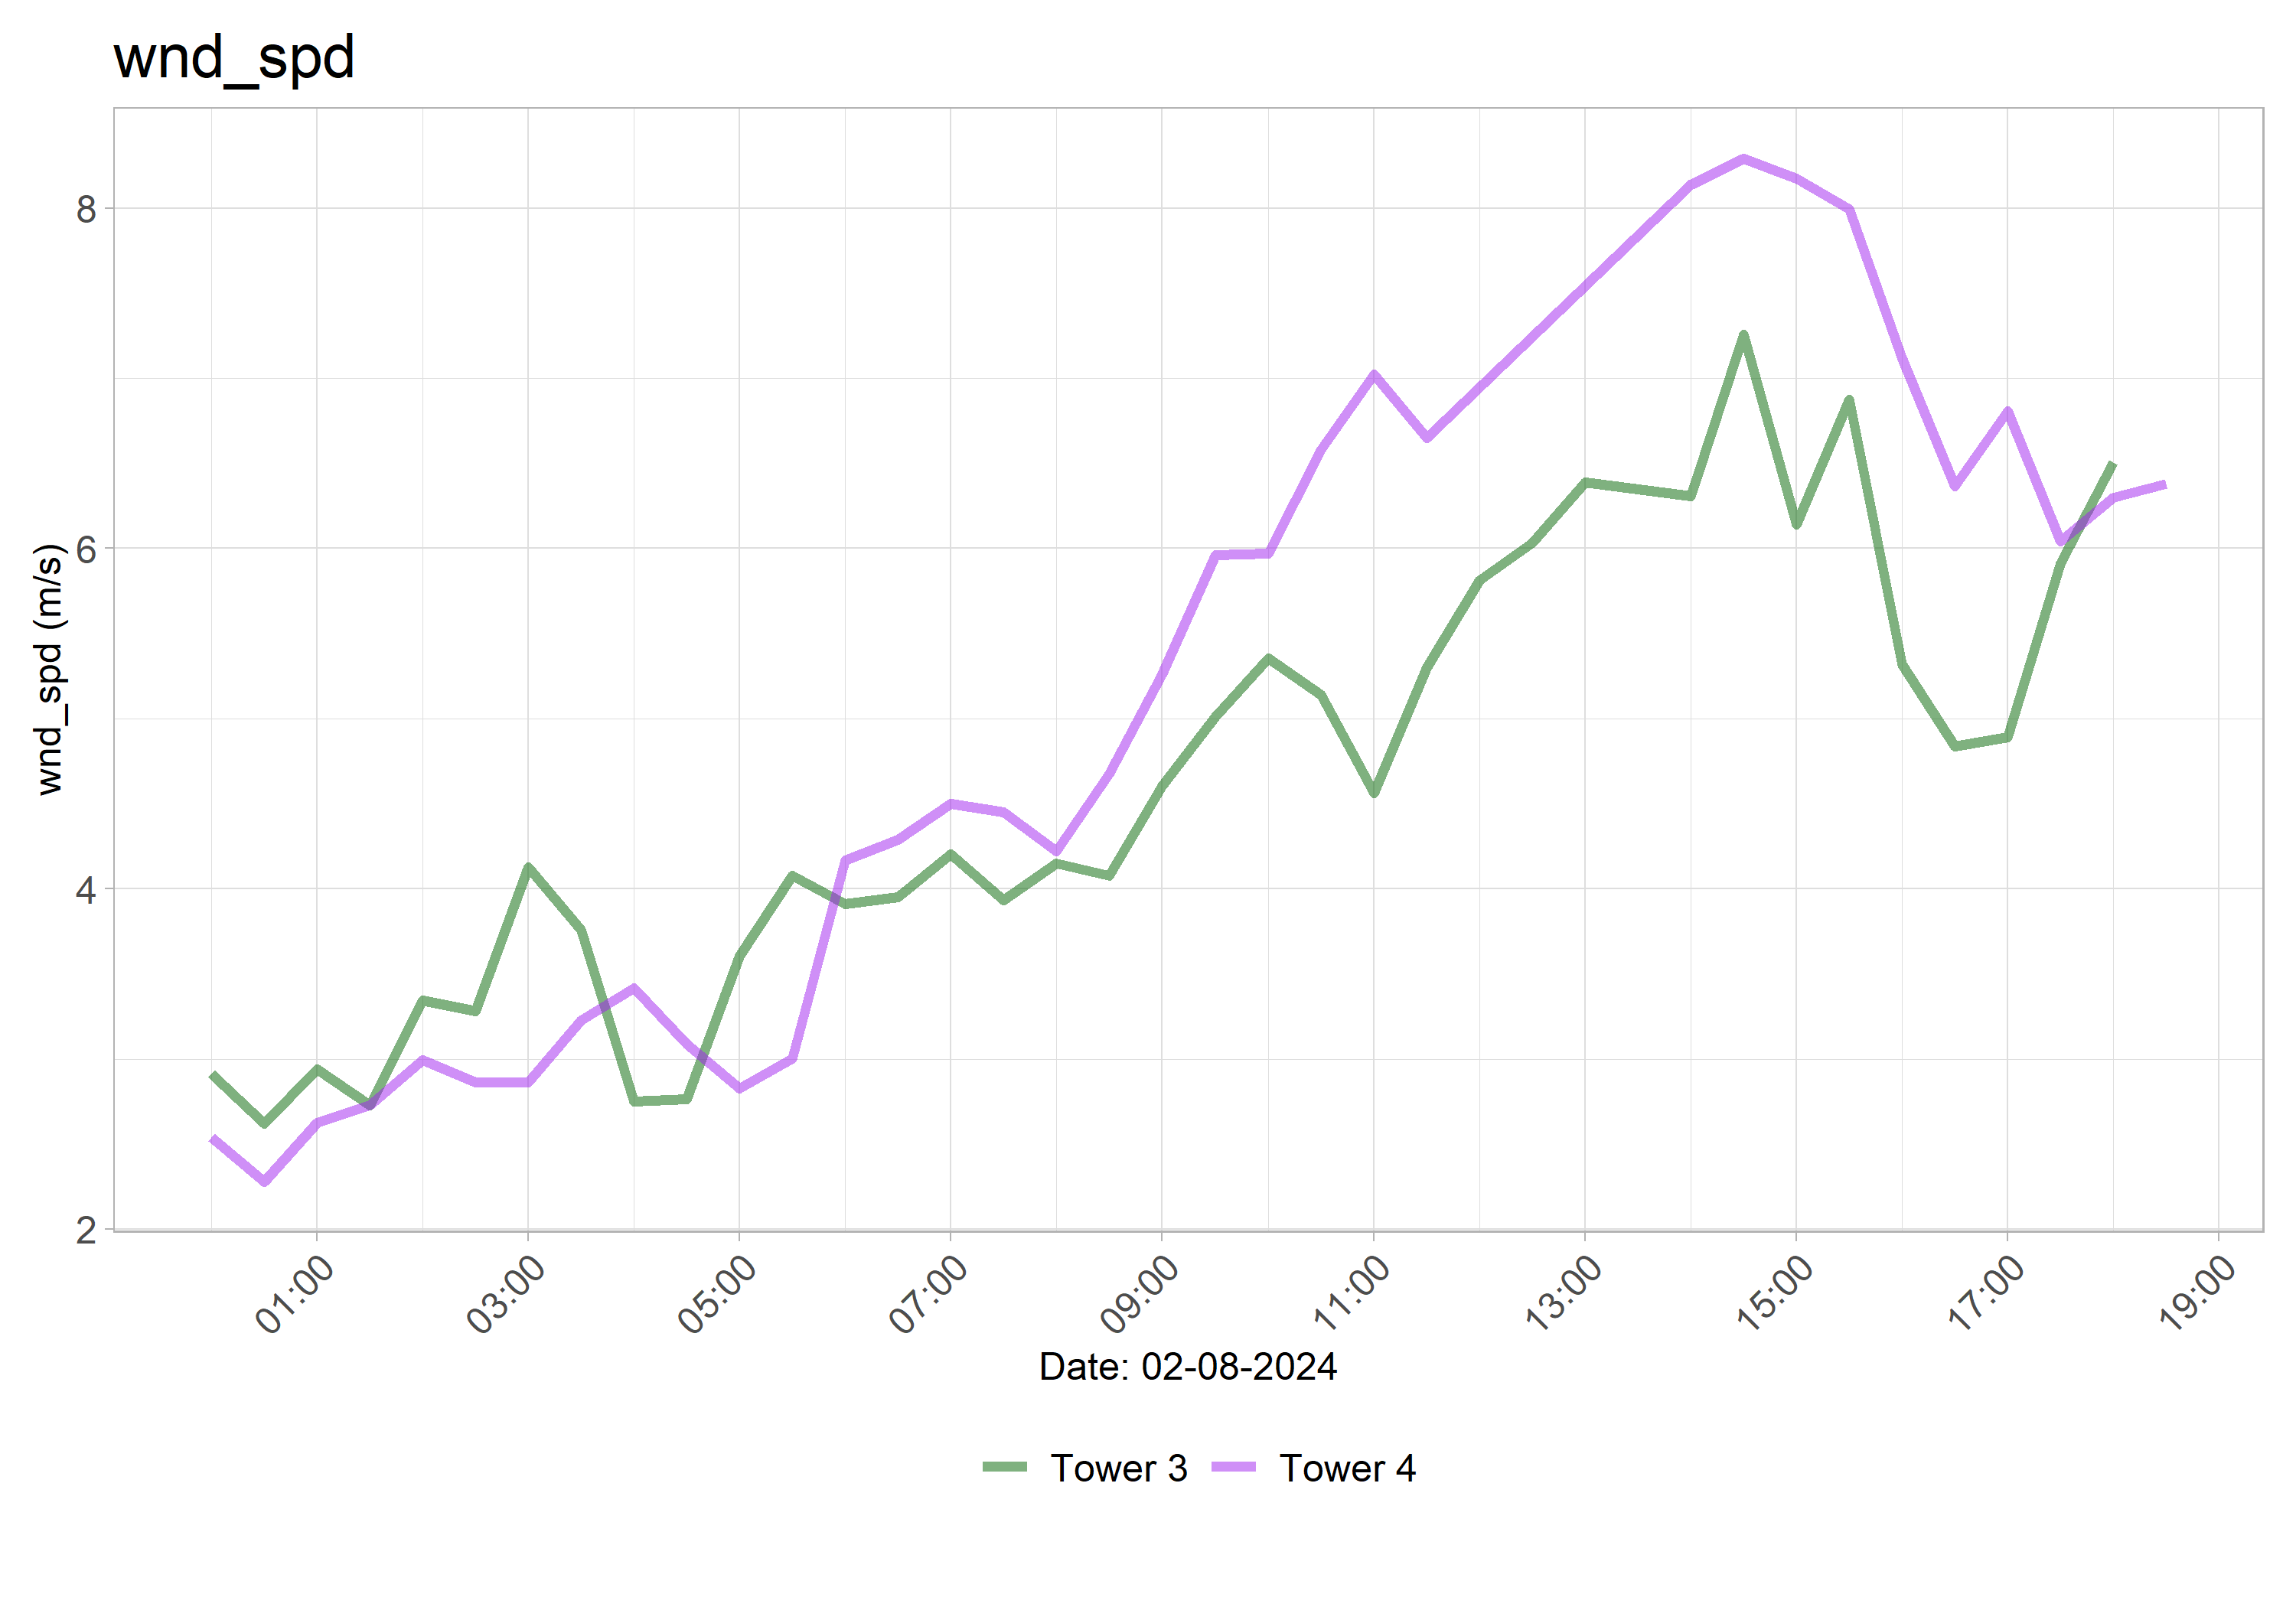 wnd_spd
8
6
4
2
wnd_spd (m/s)
01:00 03:00 05:00 07:00 09:00 11:00 13:00 15:00 17:00 19:00
Date: 02-08-2024
Tower 3 Tower 4